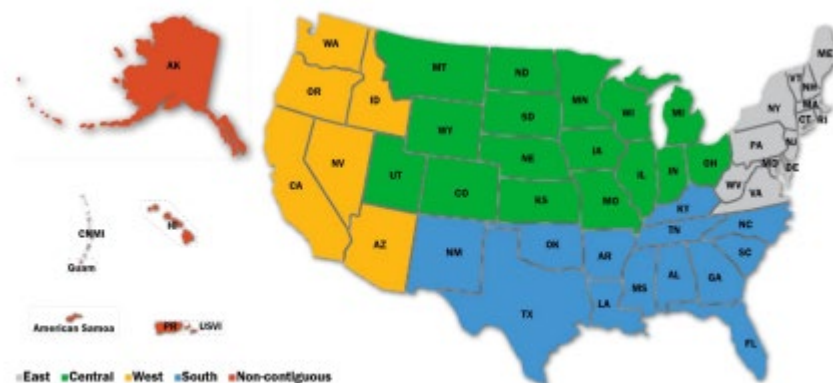 AK
WA
OR
ID
NV
CA
AZ
MT
WY
UT
CO
ND
SD
NE
KS
MN
IA
MO
WI
IL
MI
IN
OH
ME
VT
NH
MA
CT
RI
NY
PA
NJ
MD
DE
WV
VA
KY
TN
NC
SC
NM
OK
TX
AR
LA
MS
AL
GA
FL
CNMI
Guam
HI
American Samoa
PR
USVI
East Central West South Non-contiguous